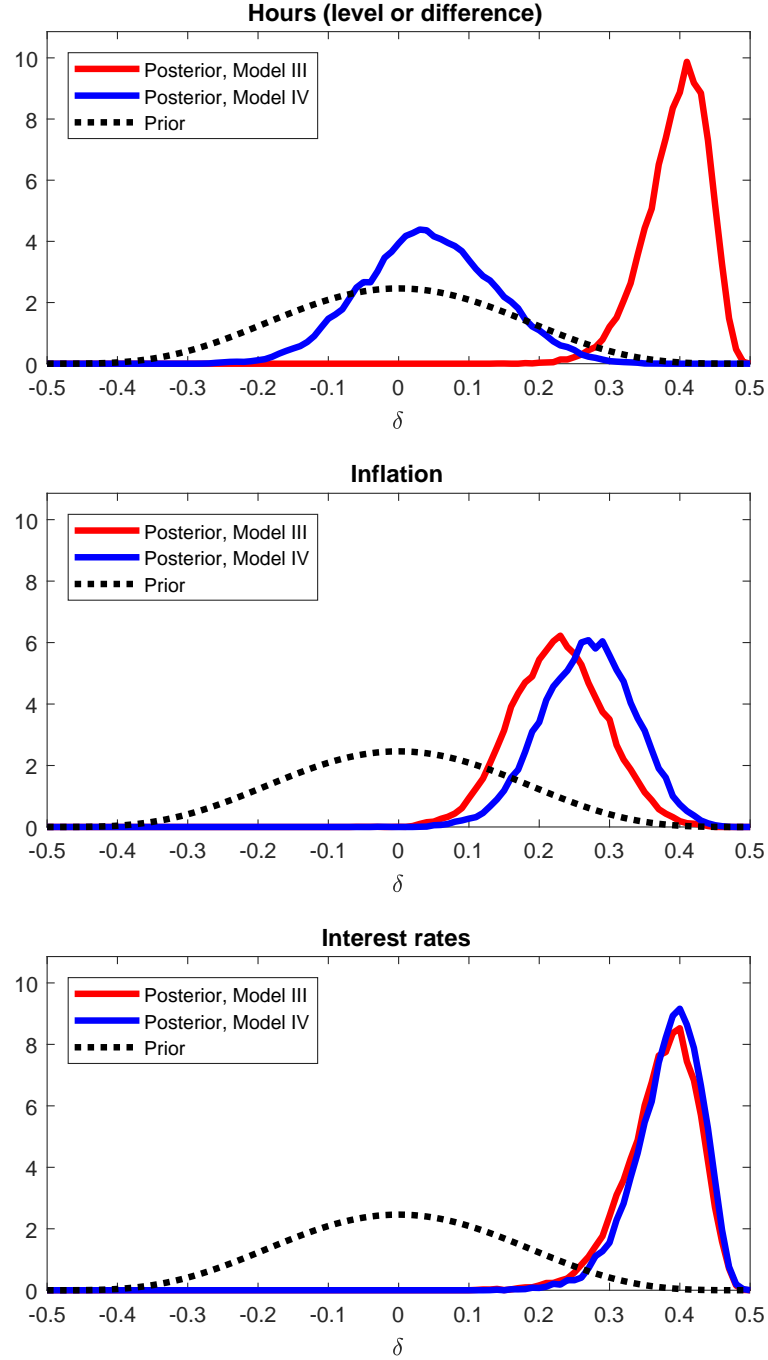 Hours (level or difference)
10
8
6
4
2
0
Posterior, Model III
Posterior, Model IV
Prior
-0.5 -0.4 -0.3 -0.2 -0.1 0 0.1 0.2 0.3 0.4 0.5
δ
Inflation
10
8
6
4
2
0
Posterior, Model III
Posterior, Model IV
Prior
-0.5 -0.4 -0.3 -0.2 -0.1 0 0.1 0.2 0.3 0.4 0.5
δ
Interest rates
10
8
6
4
2
0
Posterior, Model III
Posterior, Model IV
Prior
-0.5 -0.4 -0.3 -0.2 -0.1 0 0.1 0.2 0.3 0.4 0.5
δ